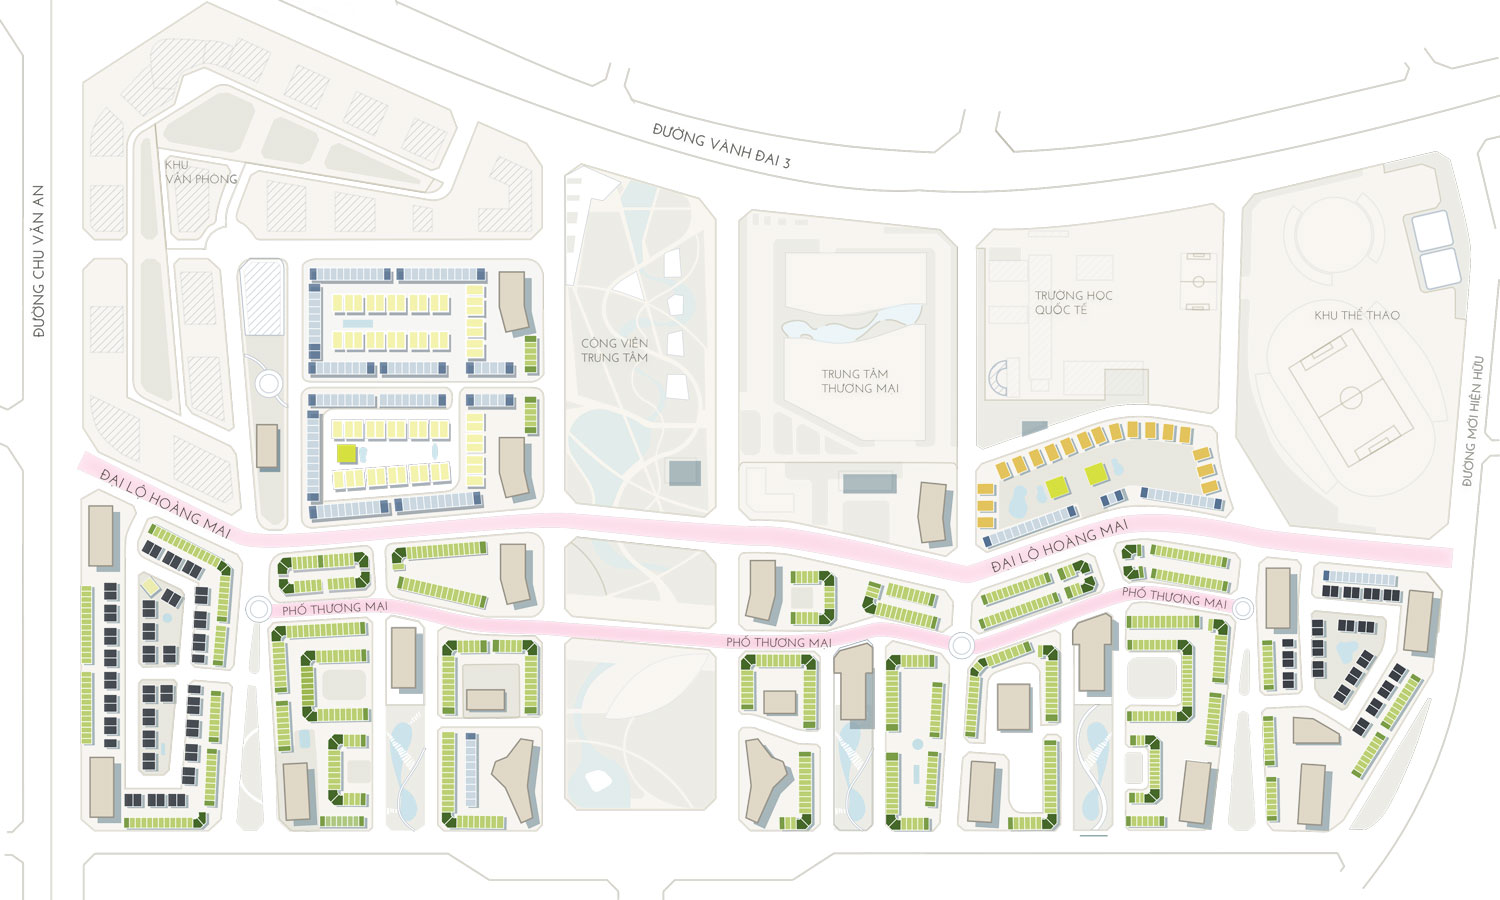 ĐƯỜNG VÀNH ĐAI 3
KHU
VĂN PHÒNG
ĐƯỜNG CHU VĂN AN
CÔNG VIÊN
TRUNG TÂM
TRUNG TÂM
THƯƠNG MẠI
TRƯỜNG HỌC
QUỐC TẾ
KHU THỂ THAO
ĐƯỜNG MỚI HIỆN HỮU
ĐẠI LỘ HOÀNG MAI
ĐẠI LỘ HOÀNG MAI
PHỐ THƯƠNG MẠI
PHỐ THƯƠNG MẠI
PHỐ THƯƠNG MẠI